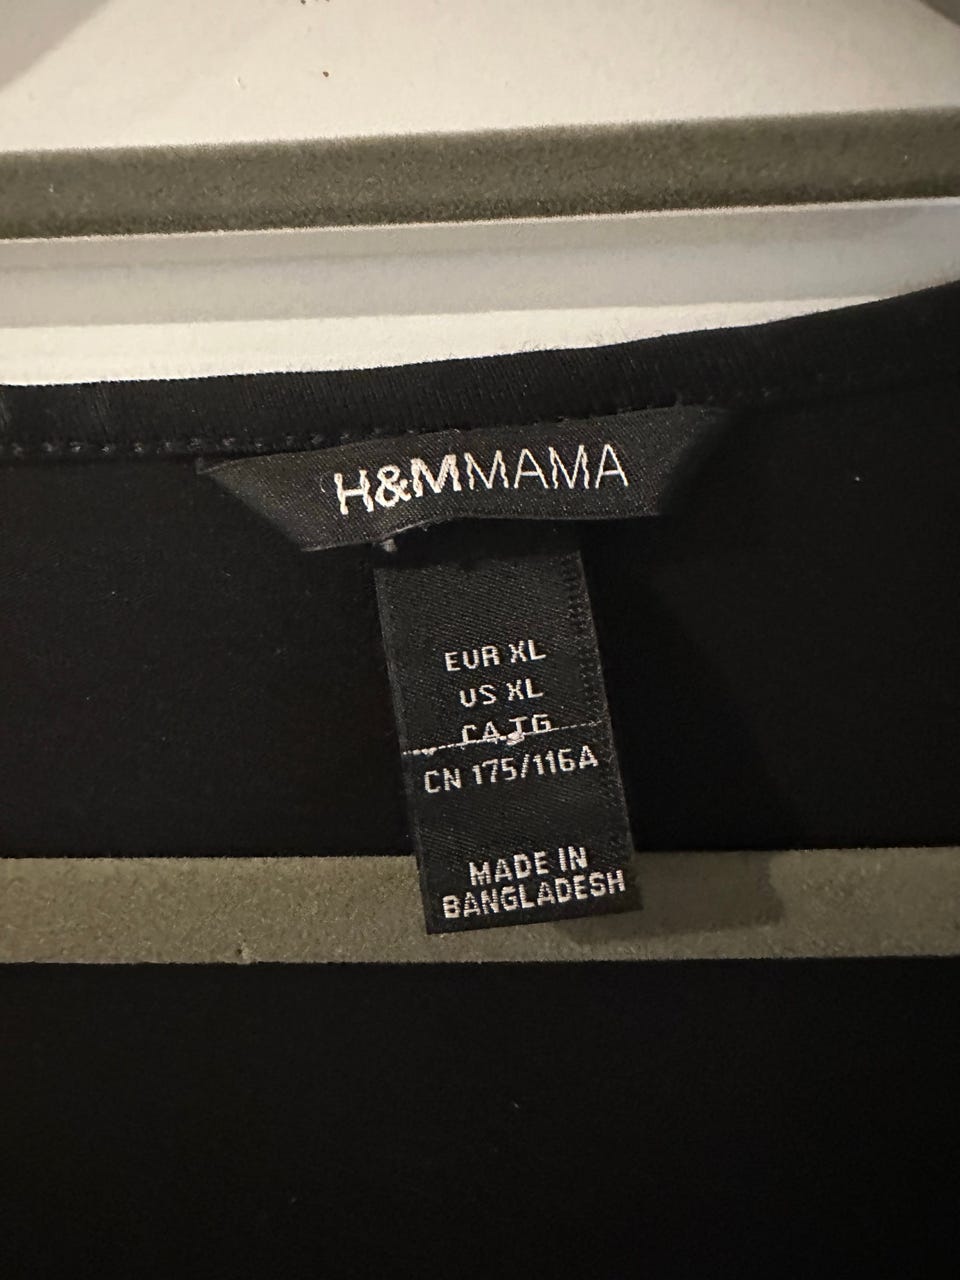 H&MMAMA
EUR XL
US XL
CA TG
CN 175/116A
MADE IN
BANGLADESH